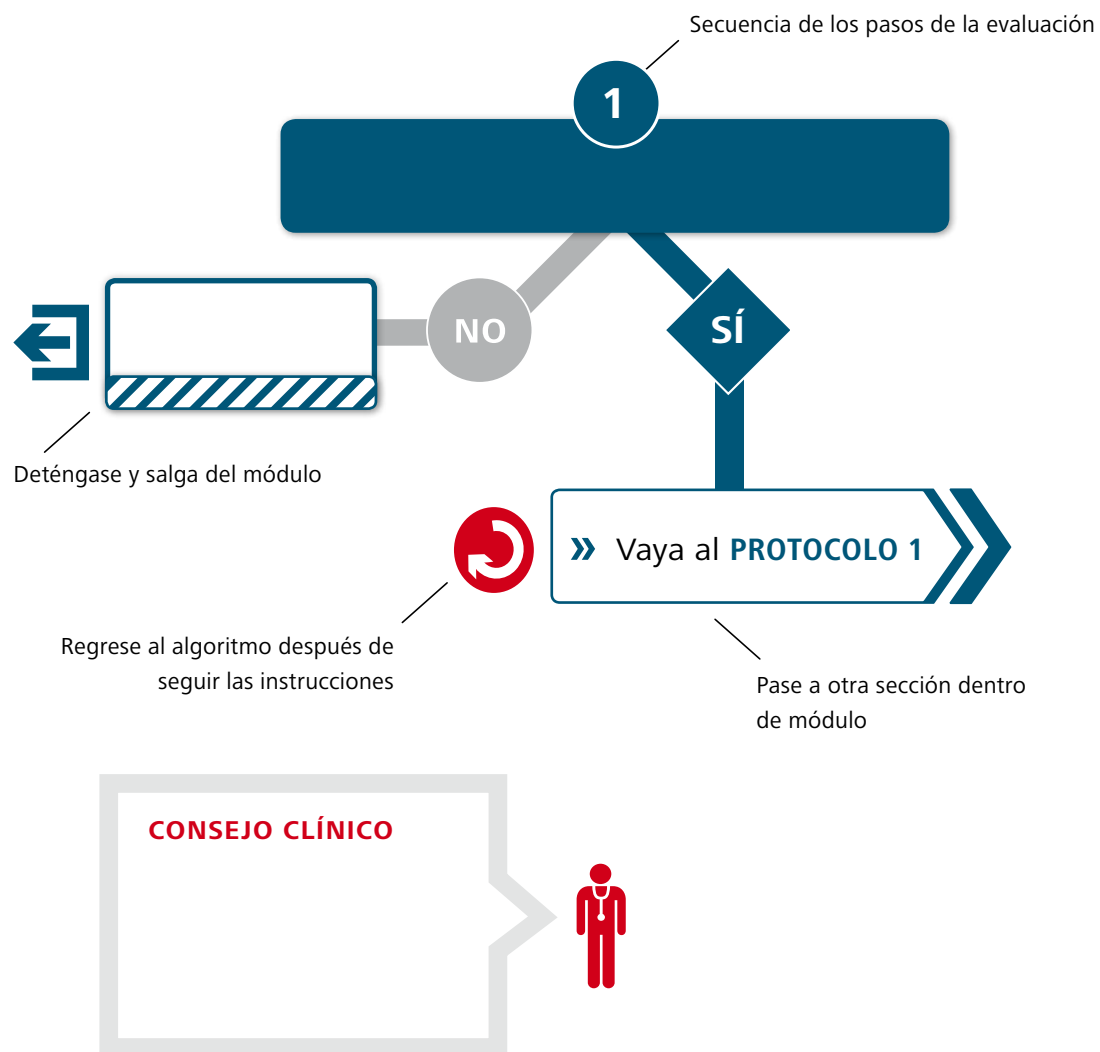 Secuencia de los pasos de la evaluación
1
NO
SÍ
Deténgase y salga del módulo
» Vaya al PROTOCOLO 1
Regrese al algoritmo después de
seguir las instrucciones
Pase a otra sección dentro
de módulo
CONSEJO CLÍNICO